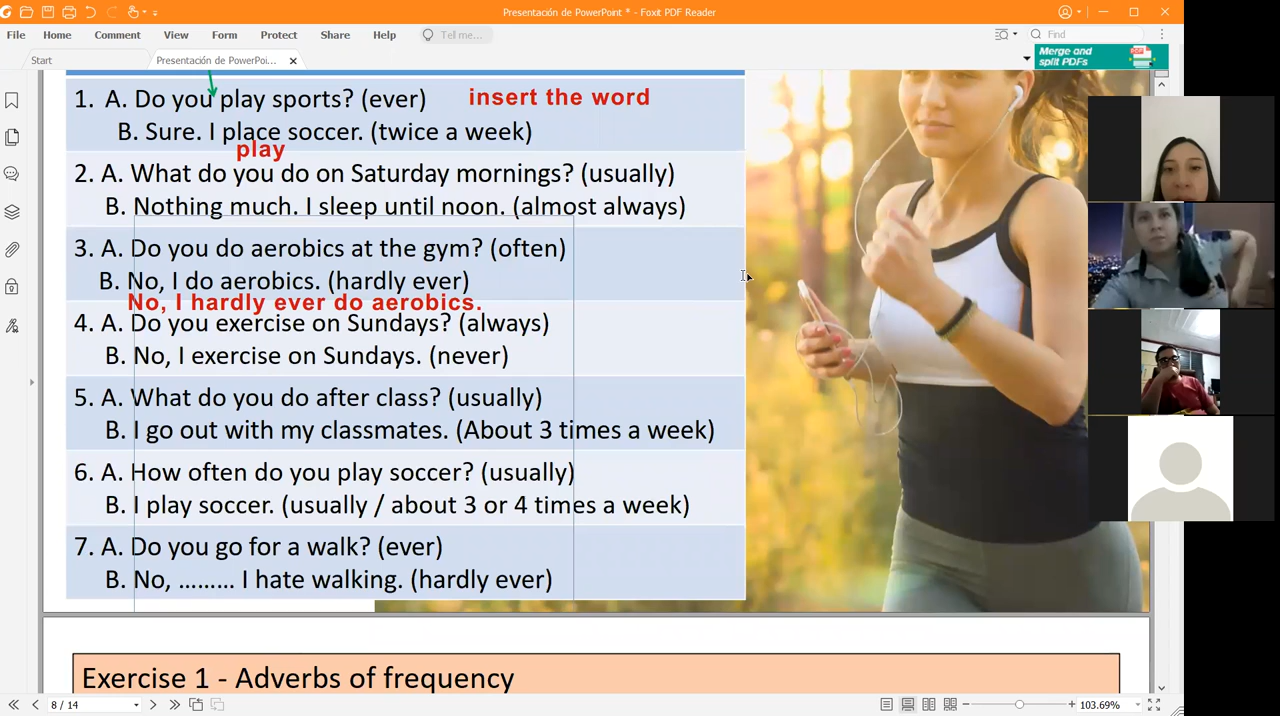 Presentación de PowerPoint * - Foxit PDF Reader
File Home Comment View Form Protect Share Help Tell me... Find
Start Presentación de PowerPoi... Merge and split PDFs
1. A. Do you play sports? (ever) insert the word
B. Sure. I place soccer. (twice a week)
play
2. A. What do you do on Saturday mornings? (usually)
B. Nothing much. I sleep until noon. (almost always)
3. A. Do you do aerobics at the gym? (often)
B. No, I do aerobics. (hardly ever)
No, I hardly ever do aerobics.
4. A. Do you exercise on Sundays? (always)
B. No, I exercise on Sundays. (never)
5. A. What do you do after class? (usually)
B. I go out with my classmates. (About 3 times a week)
6. A. How often do you play soccer? (usually)
B. I play soccer. (usually / about 3 or 4 times a week)
7. A. Do you go for a walk? (ever)
B. No, ......... I hate walking. (hardly ever)
Exercise 1 - Adverbs of frequency
8 / 14 103.69%